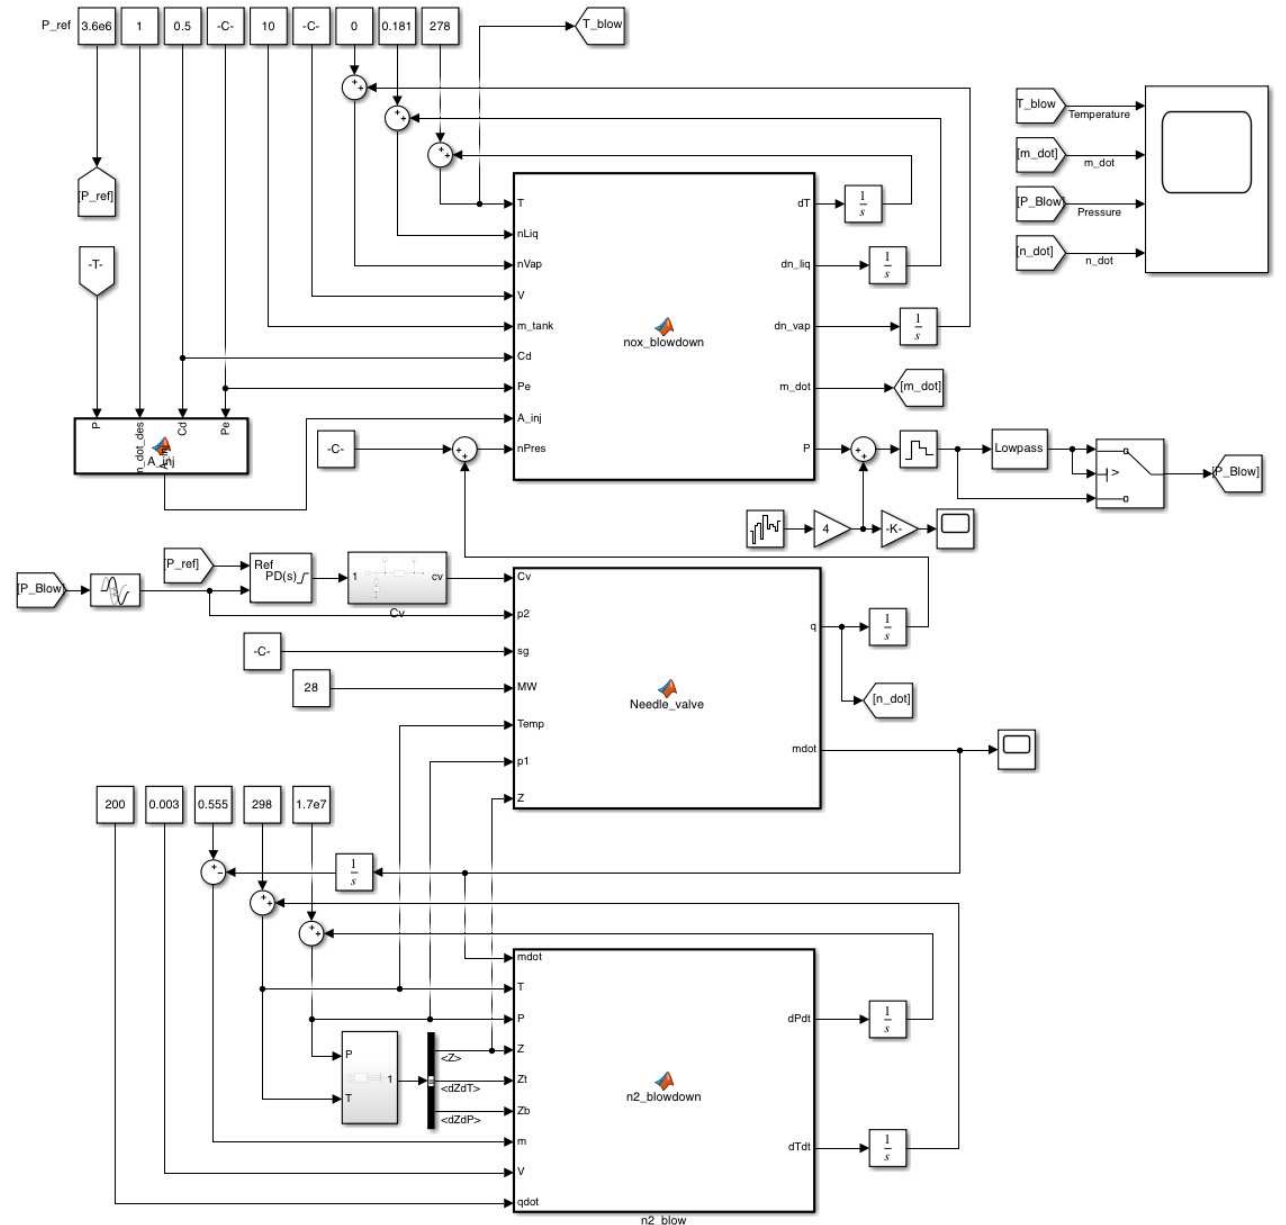 P_ref 3.6e6 1 0.5 -C- 10 -C- 0 0.181 278
T_blow
+ +
+ +
+ +
[P_ref]
-T-
T dT 1/s
nLiq
nVap dn_liq 1/s
V
m_tank dn_vap 1/s
nox_blowdown
Cd
Pe m_dot [m_dot]
A_inj
nPres P
P n_dot_des Cd Pe
A_inj
-C-
+ +
+ +
Lowpass
>
[P_Blow]
4 -K-
T_blow Temperature
[m_dot] m_dot
[P_Blow] Pressure
[n_dot] n_dot
[P_Blow]
[P_ref]
Ref
PD(s)
1 cv
Cv
-C-
28
Cv
p2
sg
MW
Temp
p1
Z
Needle_valve
q 1/s
[n_dot]
mdot
200 0.003 0.555 298 1.7e7
+ -
1/s
+ +
+ +
P
T
1
<Z>
<dZdT>
<dZdP>
mdot
T
P
Z
Zt
Zb
m
V
qdot
n2_blowdown
dPdt 1/s
dTdt 1/s
n2_blow